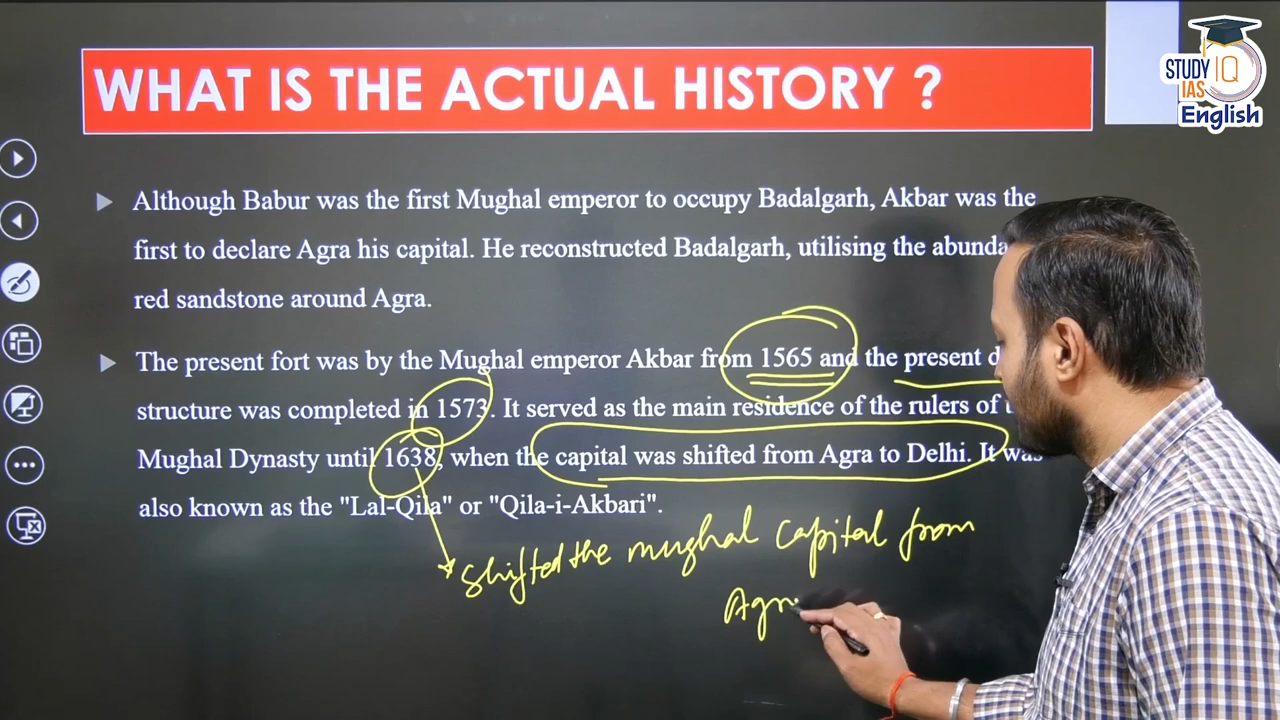 WHAT IS THE ACTUAL HISTORY ?
STUDY IQ
IAS
English
Although Babur was the first Mughal emperor to occupy Badalgarh, Akbar was the
first to declare Agra his capital. He reconstructed Badalgarh, utilising the abunda
red sandstone around Agra.
The present fort was by the Mughal emperor Akbar from 1565 and the present d
structure was completed in 1573. It served as the main residence of the rulers of
Mughal Dynasty until 1638, when the capital was shifted from Agra to Delhi. It was
also known as the "Lal-Qila" or "Qila-i-Akbari".
Shifted the mughal Capital from
Agr